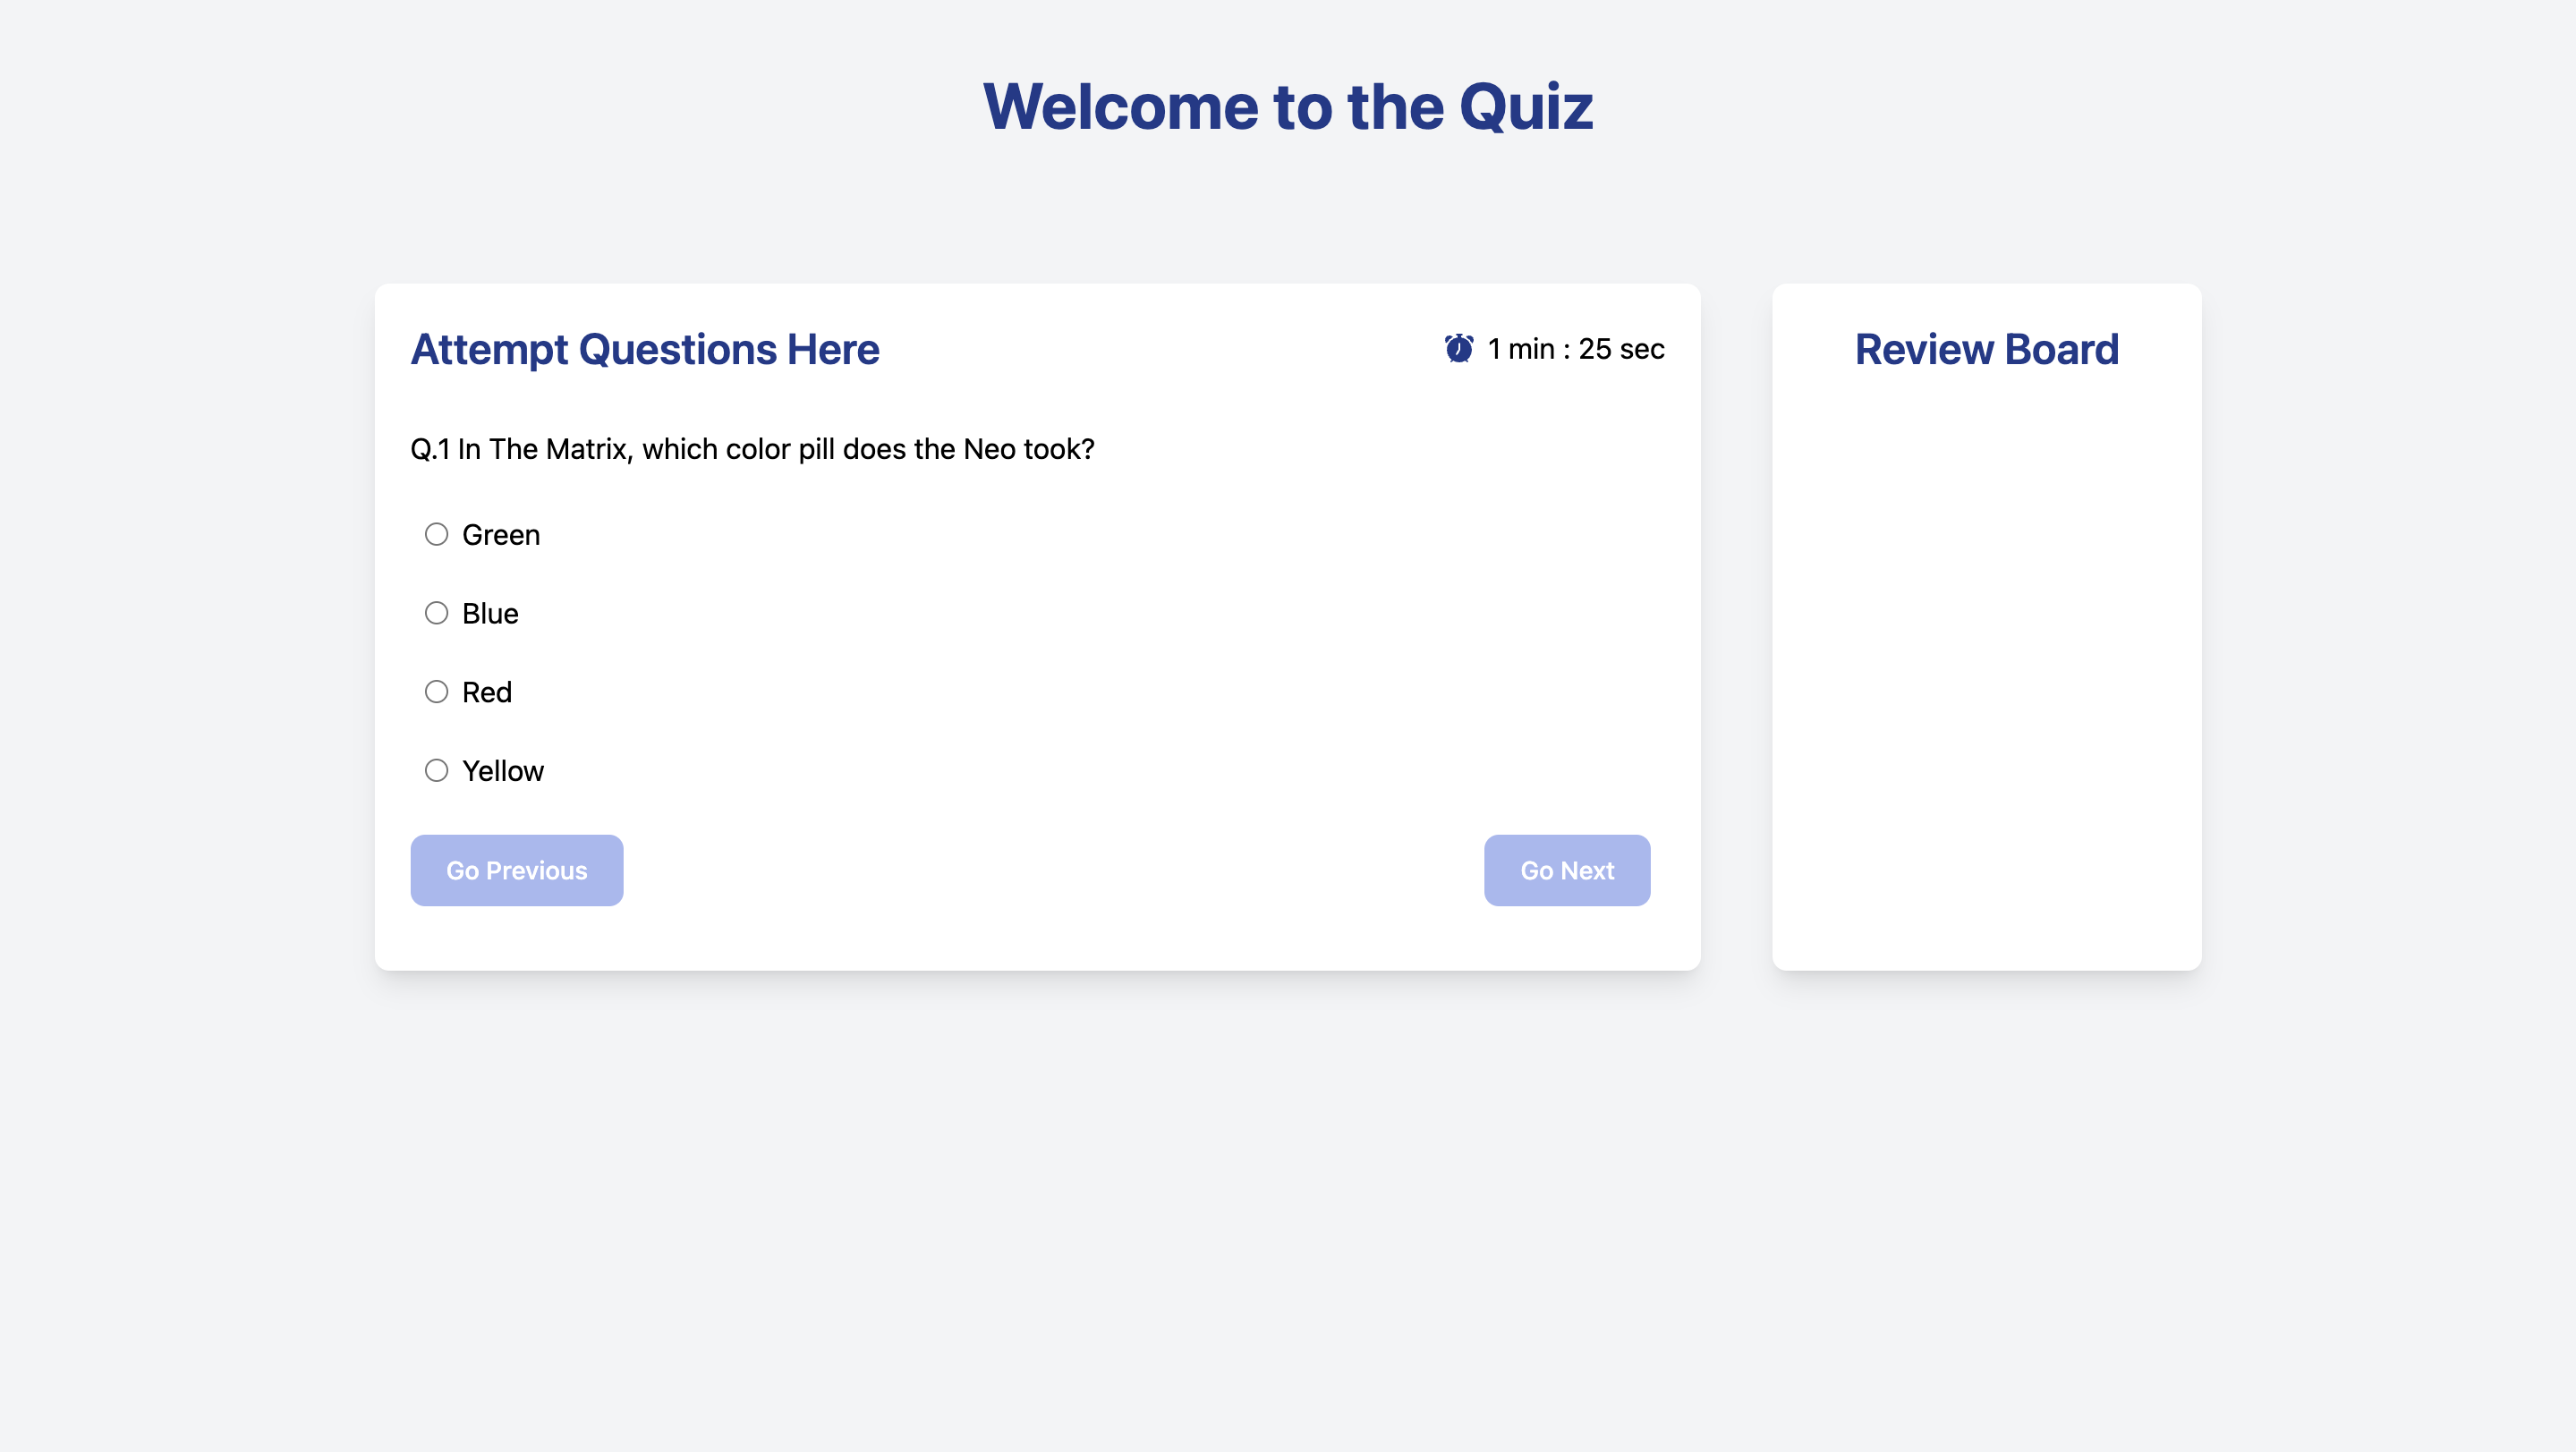 Welcome to the Quiz
Attempt Questions Here
1 min : 25 sec
Q.1 In The Matrix, which color pill does the Neo took?
Green
Blue
Red
Yellow
Go Previous
Go Next
Review Board